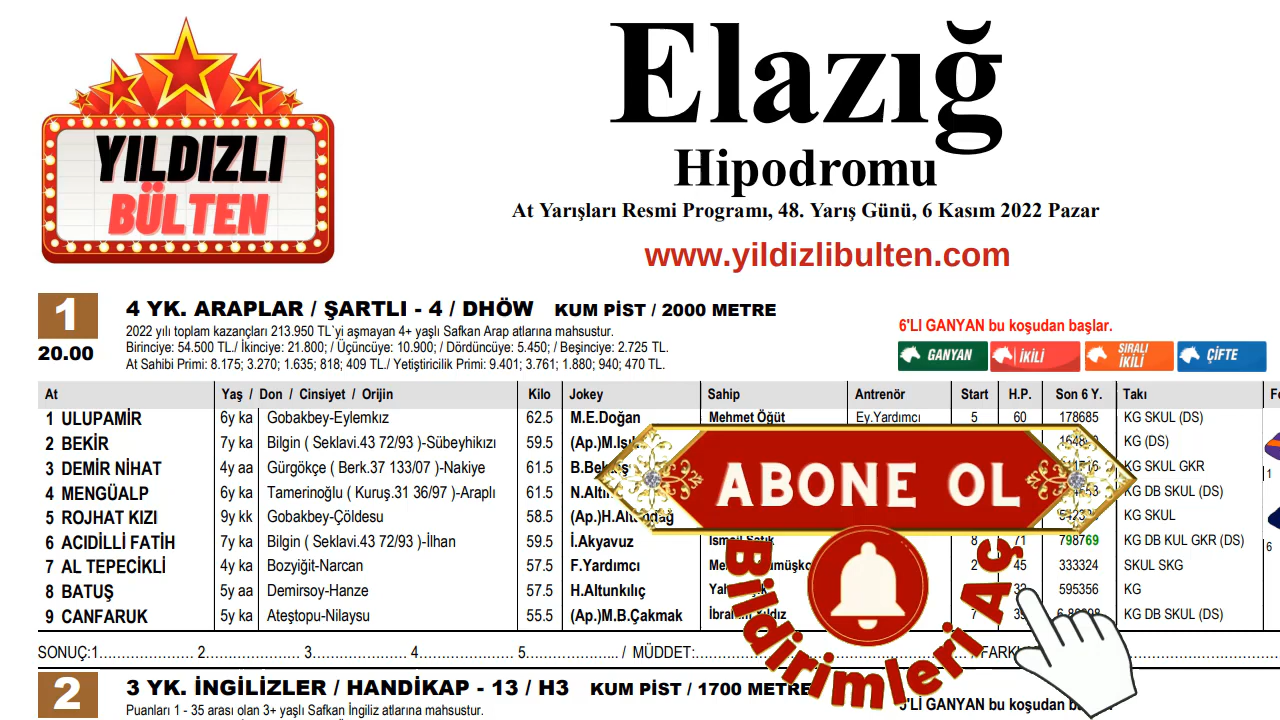 YILDIZLI
BÜLTEN
Elazığ
Hipodromu
At Yarışları Resmi Programı, 48. Yarış Günü, 6 Kasım 2022 Pazar
www.yildizlibulten.com
1
20.00
4 YK. ARAPLAR / ŞARTLI - 4 / DHÖW KUM PİST / 2000 METRE
2022 yılı toplam kazançları 213.950 TL`yi aşmayan 4+ yaşlı Safkan Arap atlarına mahsustur.
Birinciye: 54.500 TL./ İkinciye: 21.800; / Üçüncüye: 10.900; / Dördüncüye: 5.450; / Beşinciye: 2.725 TL.
At Sahibi Primi: 8.175; 3.270; 1.635; 818; 409 TL./ Yetiştiricilik Primi: 9.401; 3.761; 1.880; 940; 470 TL.
6'LI GANYAN bu koşudan başlar.
GANYAN İKİLİ SIRALI İKİLİ ÇİFTE
At Yaş / Don / Cinsiyet / Orijin Kilo Jokey Sahip Antrenör Start H.P. Son 6 Y. Takı
1 ULUPAMİR 6y ka Gobakbey-Eylemkız 62.5 M.E.Doğan Mehmet Öğüt Ey.Yardımcı 5 60 178685 KG SKUL (DS)
2 BEKİR 7y ka Bilgin ( Seklavi.43 72/93 )-Sübeyhikızı 59.5 KG (DS)
3 DEMİR NİHAT 4y aa Gürgökçe ( Berk.37 133/07 )-Nakiye 61.5 KG SKUL GKR
1
4 MENGÜALP 6y ka Tamerinoğlu ( Kuruş.31 36/97 )-Araplı 61.5 KG DB SKUL (DS)
5 ROJHAT KIZI 9y kk Gobakbey-Çöldesu 58.5 KG SKUL
6 ACIDİLLİ FATİH 7y ka Bilgin ( Seklavi.43 72/93 )-İlhan 59.5 İ.Akyavuz 8 71 798769 KG DB KUL GKR (DS)
6
7 AL TEPECİKLİ 4y ka Bozyiğit-Narcan 57.5 F.Yardımcı 2 45 333324 SKUL SKG
8 BATUŞ 5y aa Demirsoy-Hanze 57.5 H.Altunkılıç 595356 KG
9 CANFARUK 5y ka Ateştopu-Nilaysu 55.5 (Ap.)M.B.Çakmak 7 KG DB SKUL (DS)
ABONE OL
Bildirimleri Aç
SONUÇ:1 2. 3. 4. 5. / MÜDDET:
2
3 YK. İNGİLİZLER / HANDİKAP - 13 / H3 KUM PİST / 1700 METRE
Puanları 1 - 35 arası olan 3+ yaşlı Safkan İngiliz atlarına mahsustur.
5'Lİ GANYAN bu koşudan